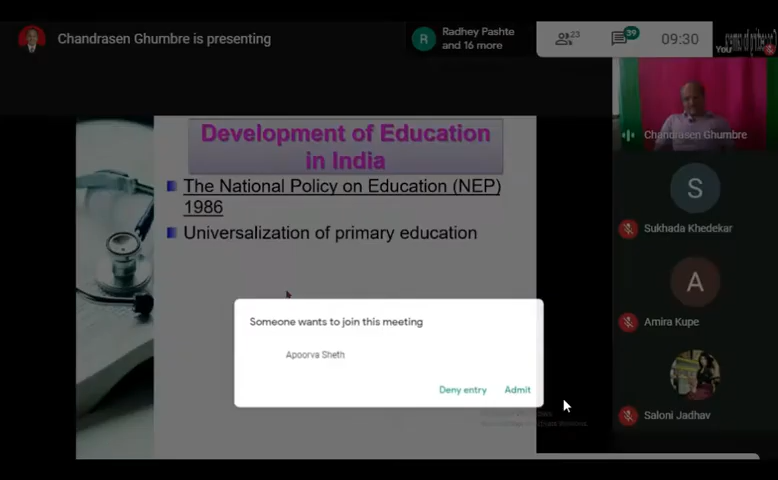 Chandrasen Ghumbre is presenting
R
Radhey Pashte
and 16 more
23
39
09:30
You
Development of Education
in India
The National Policy on Education (NEP)
1986
Universalization of primary education
Chandrasen Ghumbre
S
Sukhada Khedekar
A
Amira Kupe
Saloni Jadhav
Someone wants to join this meeting
Apoorva Sheth
Deny entry
Admit